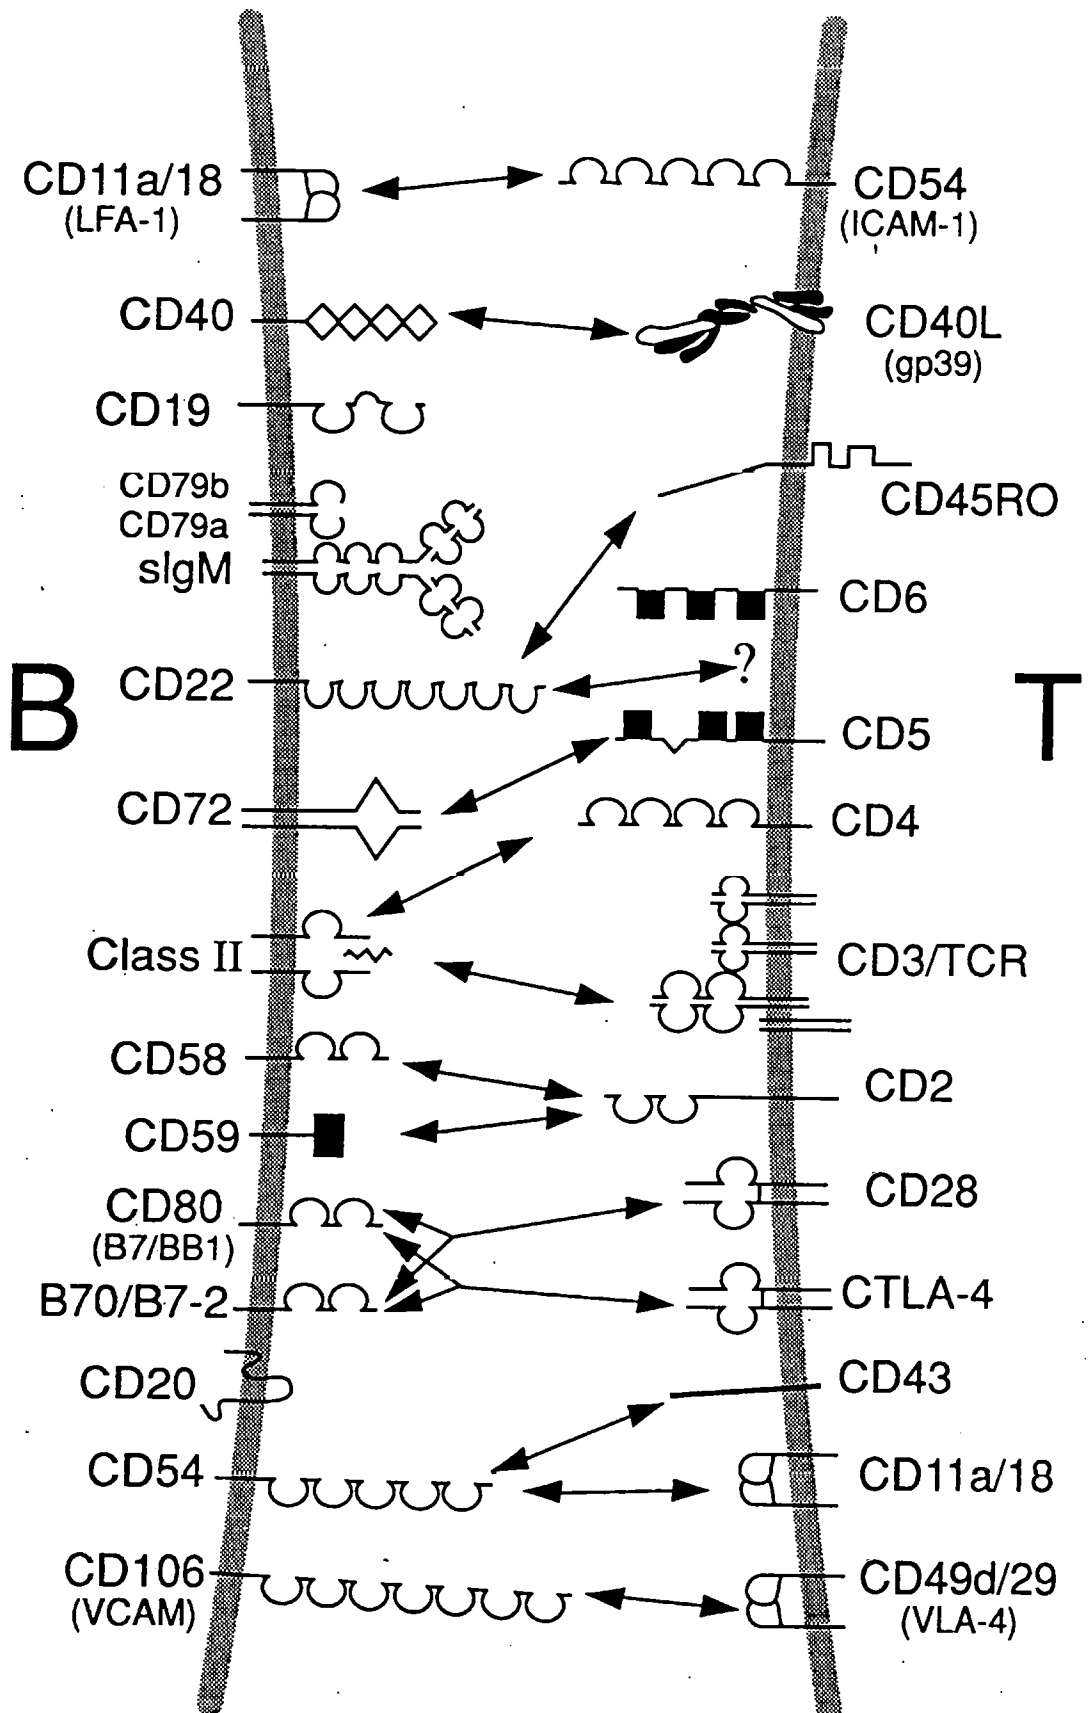 CD11a/18
(LFA-1)
CD54
(ICAM-1)
CD40
CD40L
(gp39)
CD19
CD79b
CD79a
sIgM
CD45RO
CD6
B
CD22
?
T
CD5
CD72
CD4
Class II
CD3/TCR
CD58
CD2
CD59
CD80
(B7/BB1)
CD28
B70/B7-2
CTLA-4
CD20
CD43
CD54
CD11a/18
CD106
(VCAM)
CD49d/29
(VLA-4)